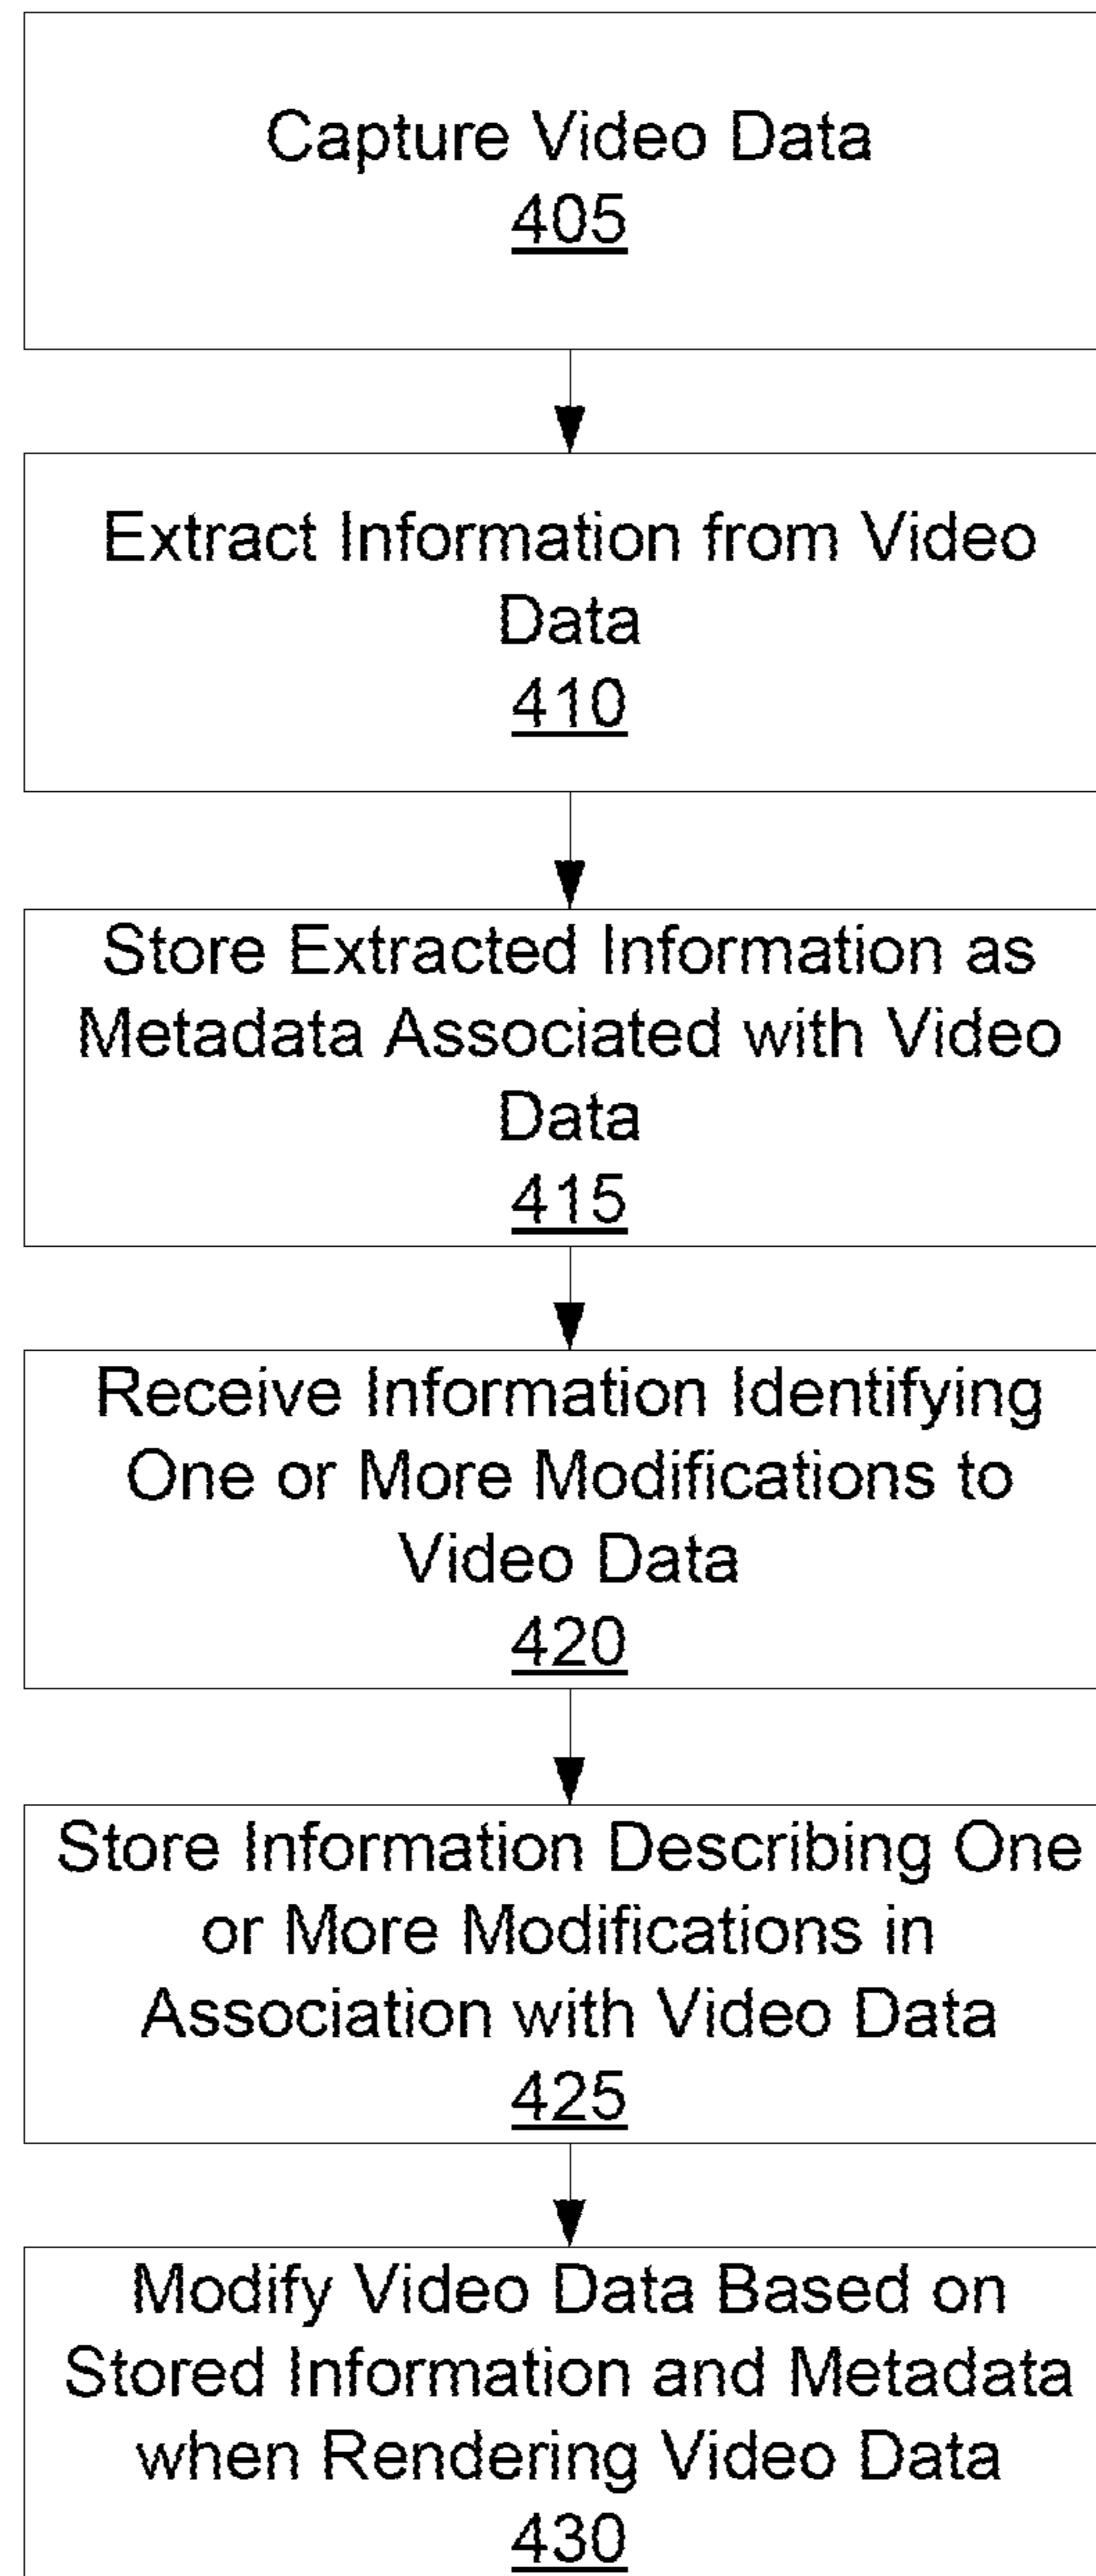 Capture Video Data
405
Extract Information from Video
Data
410
Store Extracted Information as
Metadata Associated with Video
Data
415
Receive Information Identifying
One or More Modifications to
Video Data
420
Store Information Describing One
or More Modifications in
Association with Video Data
425
Modify Video Data Based on
Stored Information and Metadata
when Rendering Video Data
430